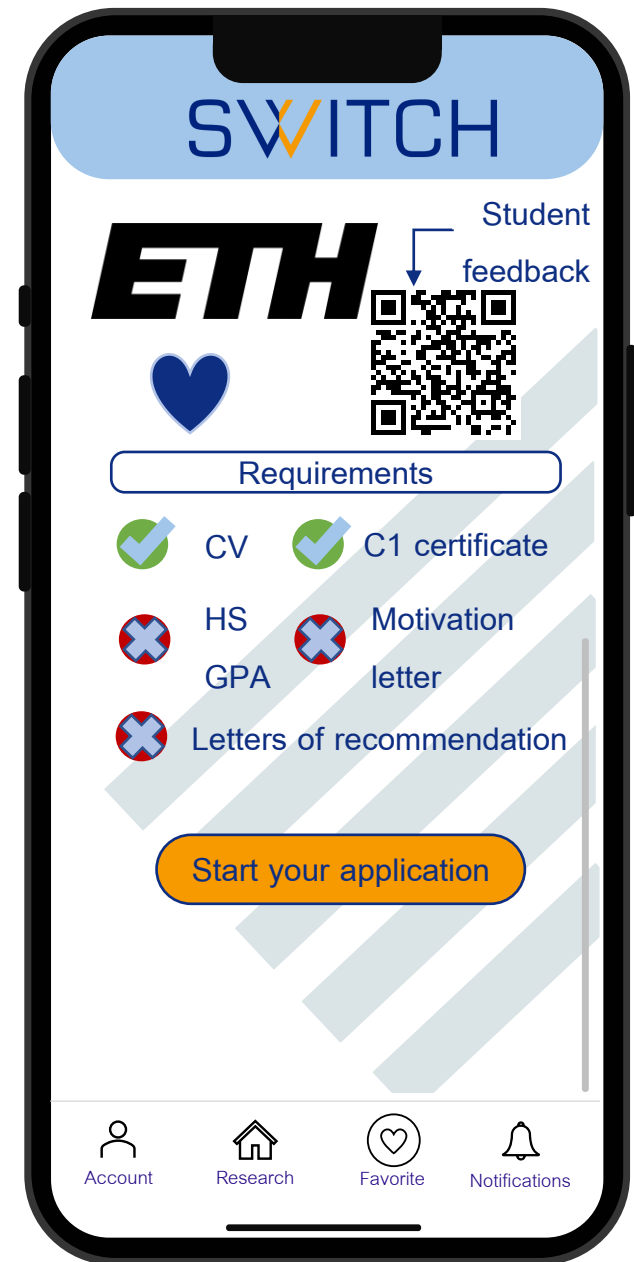 SWITCH
ETH
Student
feedback
Requirements
CV
C1 certificate
HS
GPA
Motivation
letter
Letters of recommendation
Start your application
Account
Research
Favorite
Notifications